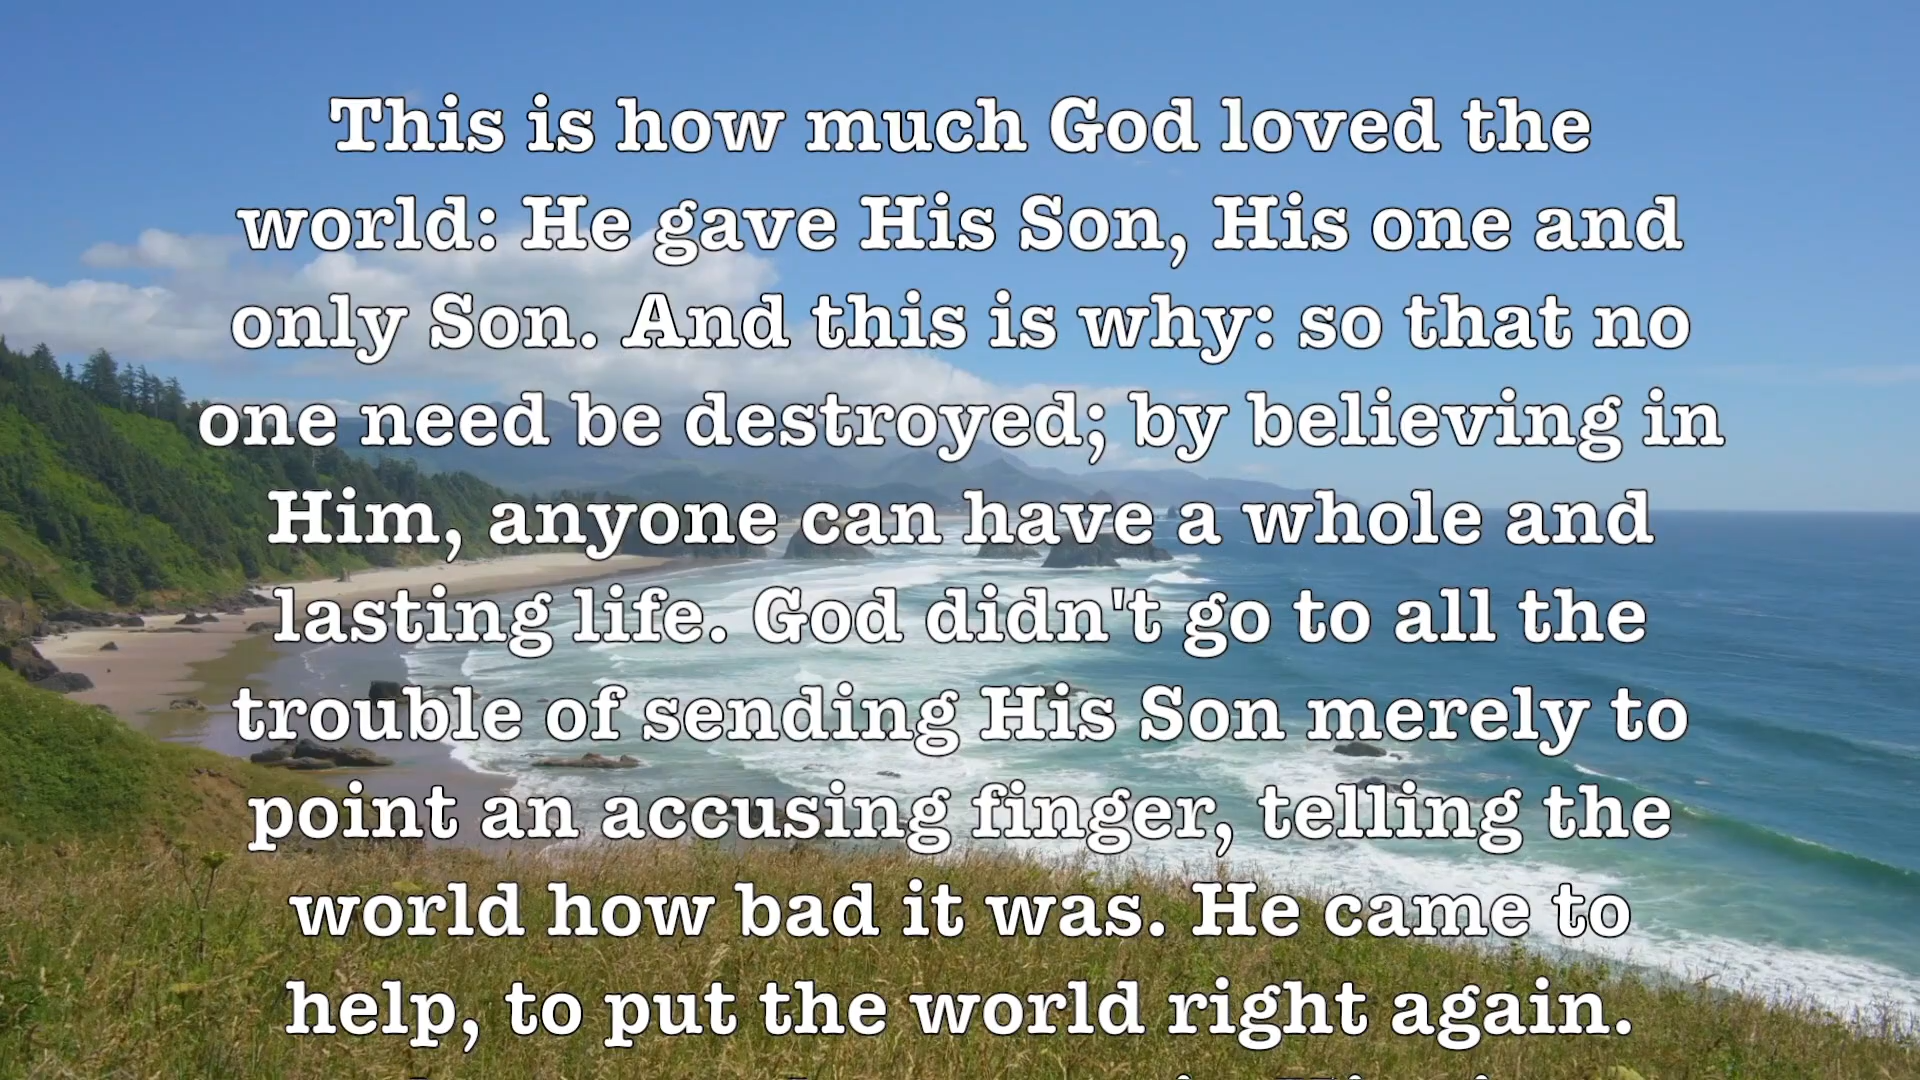 This is how much God loved the
world: He gave His Son, His one and
only Son. And this is why: so that no
one need be destroyed; by believing in
Him, anyone can have a whole and
lasting life. God didn't go to all the
trouble of sending His Son merely to
point an accusing finger, telling the
world how bad it was. He came to
help, to put the world right again.